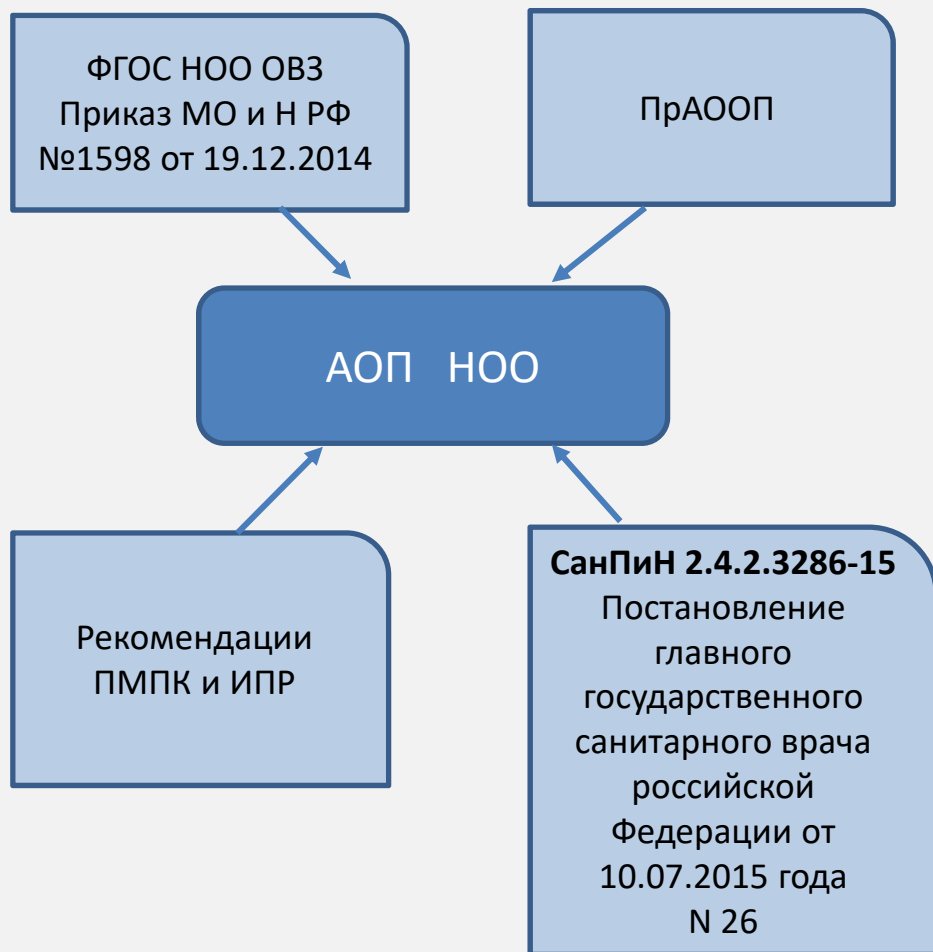 ФГОС НОО ОВЗ
Приказ МО и Н РФ
№1598 от 19.12.2014
ПрАООП
АОП НОО
Рекомендации
ПМПК и ИПР
СанПиН 2.4.2.3286-15
Постановление
главного
государственного
санитарного врача
российской
Федерации от
10.07.2015 года
N 26